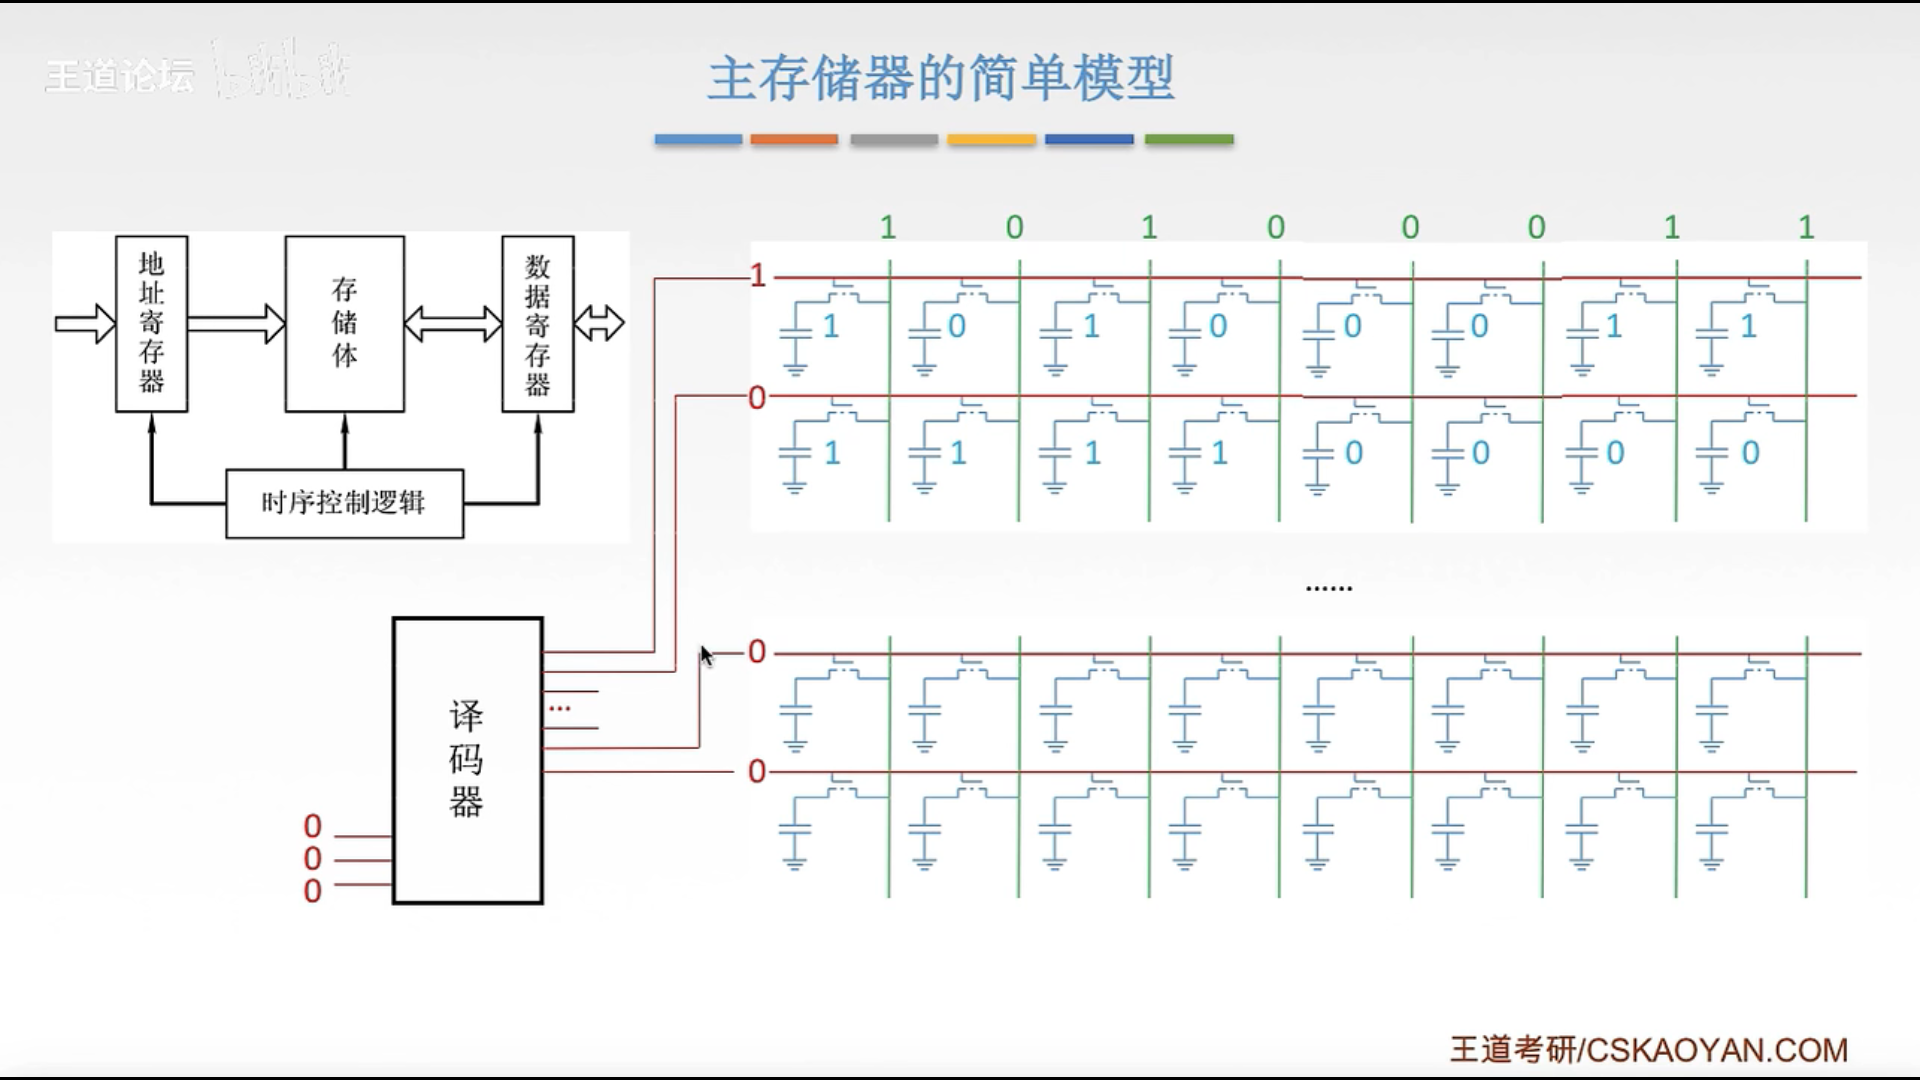 王道论坛 bilibili
主存储器的简单模型
地址寄存器
存储体
数据寄存器
时序控制逻辑
1 0 1 0 0 0 1 1
1
1 0 1 0 0 0 1 1
0
1 1 1 1 0 0 0 0
......
0
0
译码器
...
0
0
0
王道考研/CSKAOYAN.COM